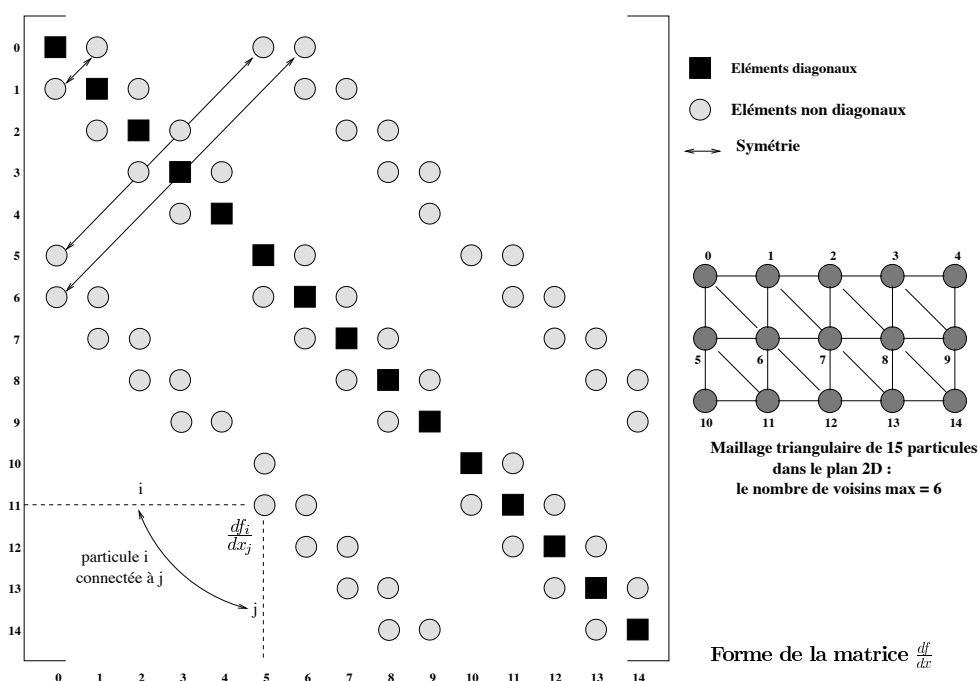 0
1
2
3
4
5
6
7
8
9
10
11
12
13
14
i
df_i
dx_j
particule i
connectée à j
j
0 1 2 3 4 5 6 7 8 9 10 11 12 13 14
Eléments diagonaux
Eléments non diagonaux
Symétrie
0 1 2 3 4
5 6 7 8 9
10 11 12 13 14
Maillage triangulaire de 15 particules
dans le plan 2D :
le nombre de voisins max = 6
Forme de la matrice df/dx